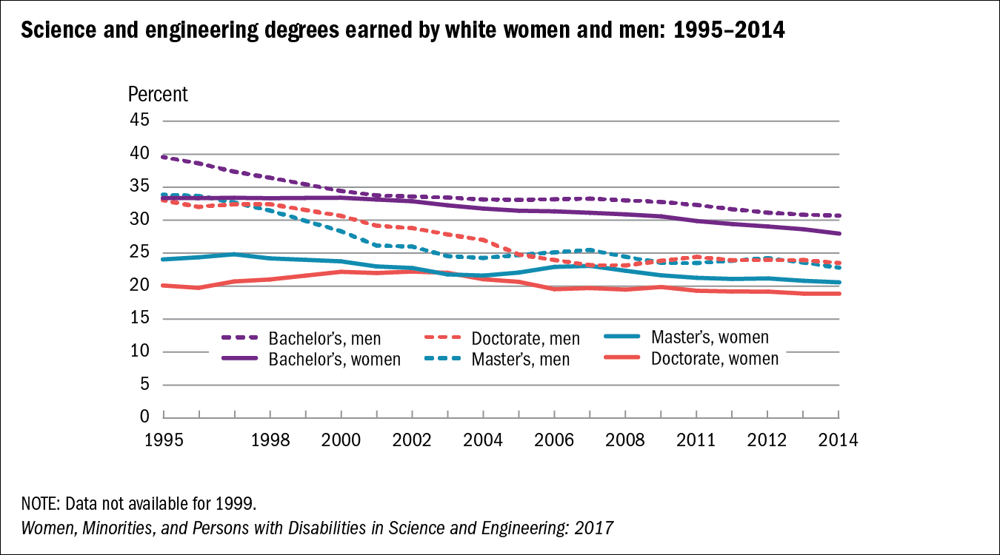 Science and engineering degrees earned by white women and men: 1995–2014
Percent
45
40
35
30
25
20
15
10
5
0
Bachelor's, men
Doctorate, men
Master's, women
Bachelor's, women
Master's, men
Doctorate, women
1995 1998 2000 2002 2004 2006 2008 2011 2012 2014
NOTE: Data not available for 1999.
Women, Minorities, and Persons with Disabilities in Science and Engineering: 2017